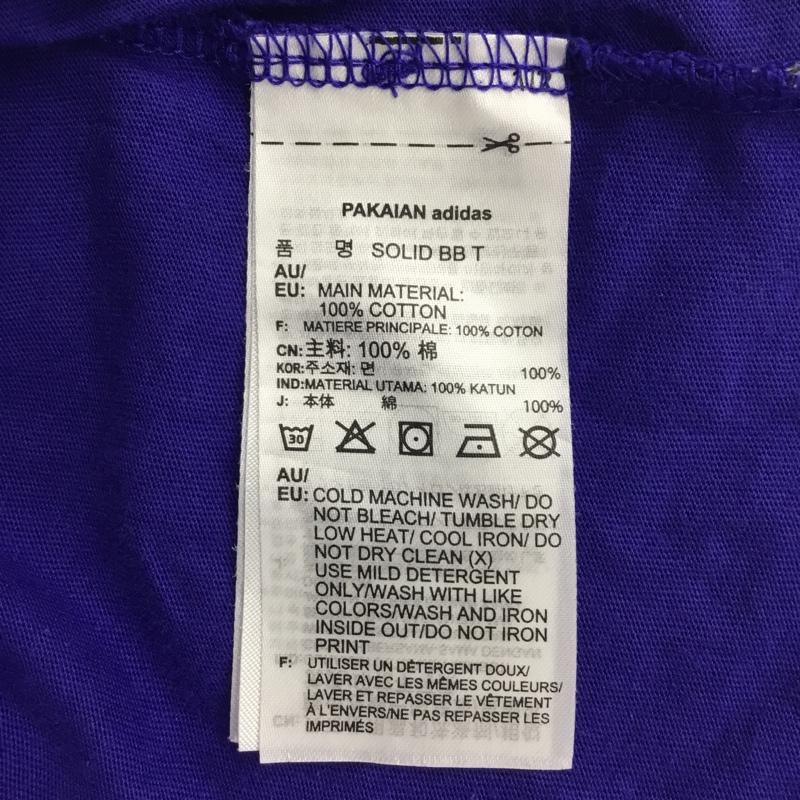 PAKAIAN adidas
품 명 SOLID BB T
AU/
EU: MAIN MATERIAL:
100% COTTON
F: MATIERE PRINCIPALE: 100% COTON
CN:主料: 100% 棉
KOR:주소재: 면 100%
IND:MATERIAL UTAMA: 100% KATUN
J: 本体 綿 100%
30
AU/
EU: COLD MACHINE WASH/ DO
NOT BLEACH/ TUMBLE DRY
LOW HEAT/ COOL IRON/ DO
NOT DRY CLEAN (X)
USE MILD DETERGENT
ONLY/WASH WITH LIKE
COLORS/WASH AND IRON
INSIDE OUT/DO NOT IRON
PRINT
F: UTILISER UN DÉTERGENT DOUX/
LAVER AVEC LES MÊMES COULEURS/
LAVER ET REPASSER LE VÊTEMENT
À L'ENVERS/NE PAS REPASSER LES
IMPRIMÉS